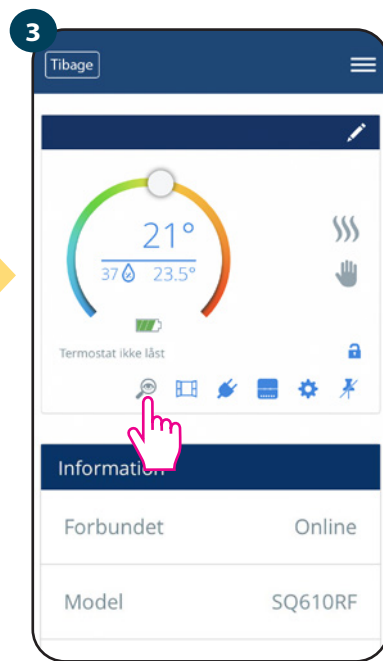 3
Tibage
21°
37 23.5°
Termostat ikke låst
Information
Forbundet Online
Model SQ610RF